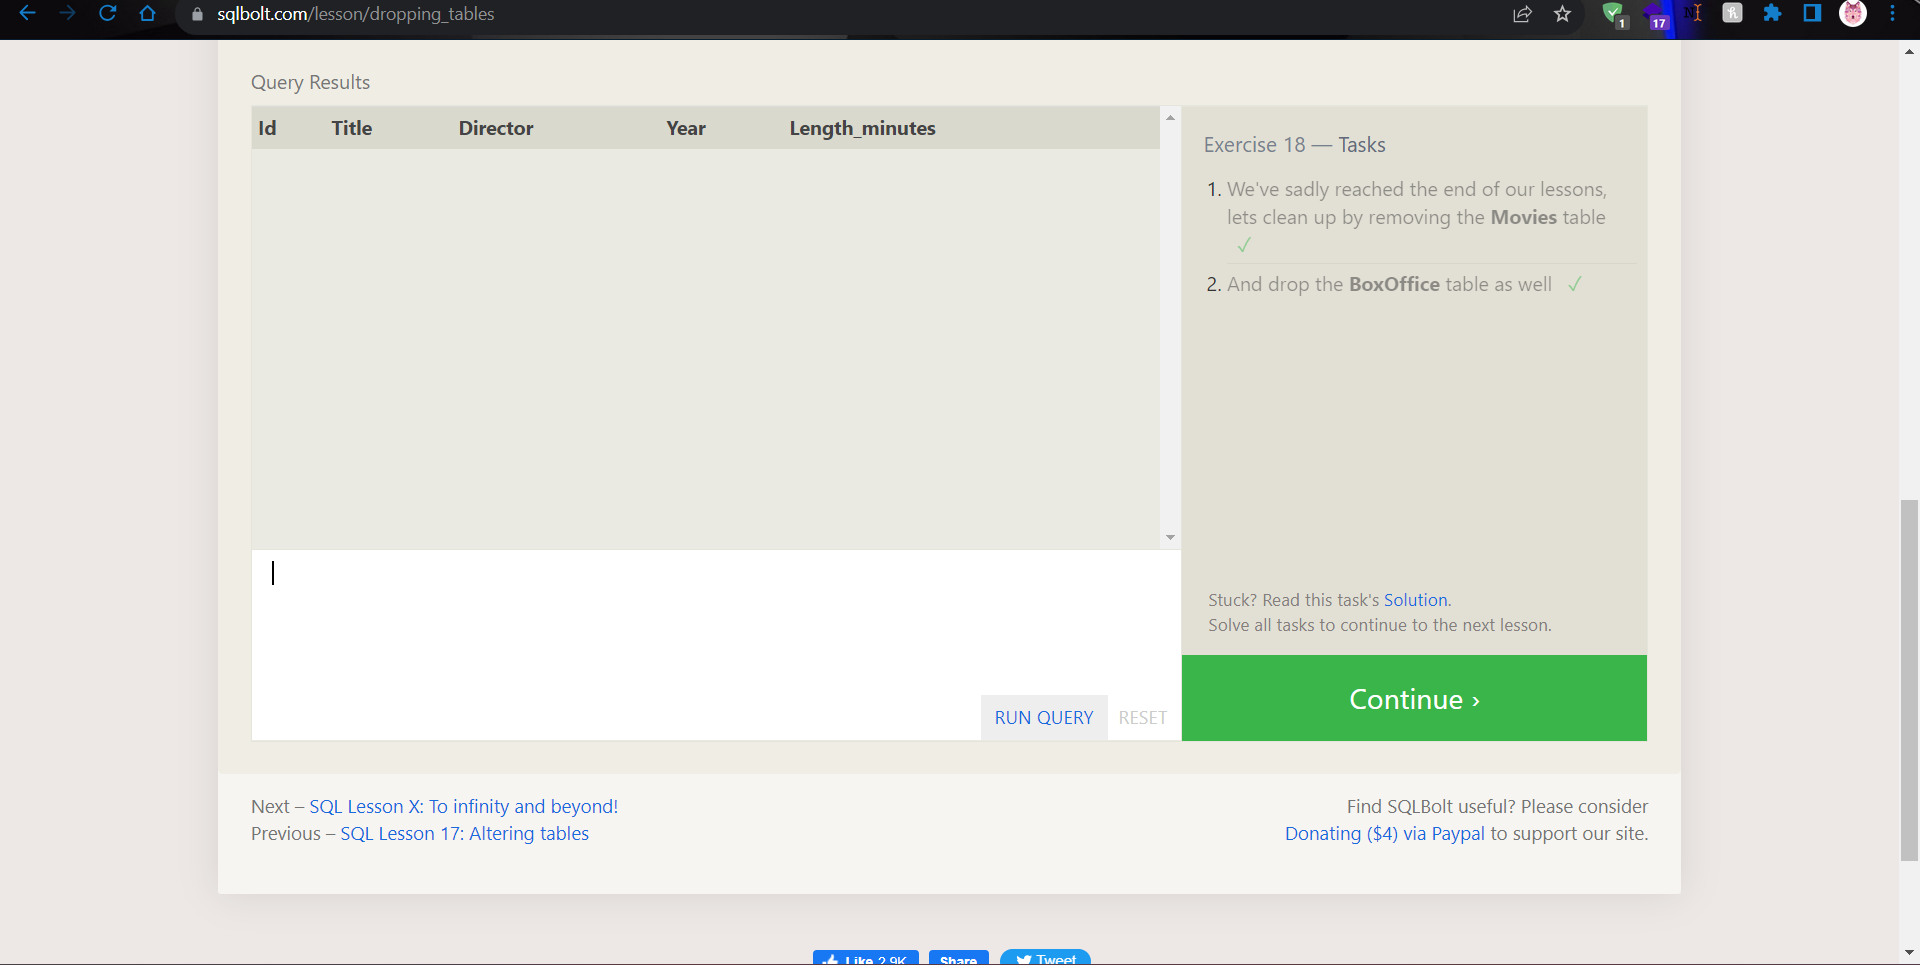 sqlbolt.com/lesson/dropping_tables
1
17
Query Results
Id Title Director Year Length_minutes
Exercise 18 — Tasks
1. We've sadly reached the end of our lessons,
lets clean up by removing the Movies table
✓
2. And drop the BoxOffice table as well ✓
Stuck? Read this task's Solution.
Solve all tasks to continue to the next lesson.
RUN QUERY RESET
Continue ›
Next – SQL Lesson X: To infinity and beyond!
Previous – SQL Lesson 17: Altering tables
Find SQLBolt useful? Please consider
Donating ($4) via Paypal to support our site.
Like 2.9K Share Tweet